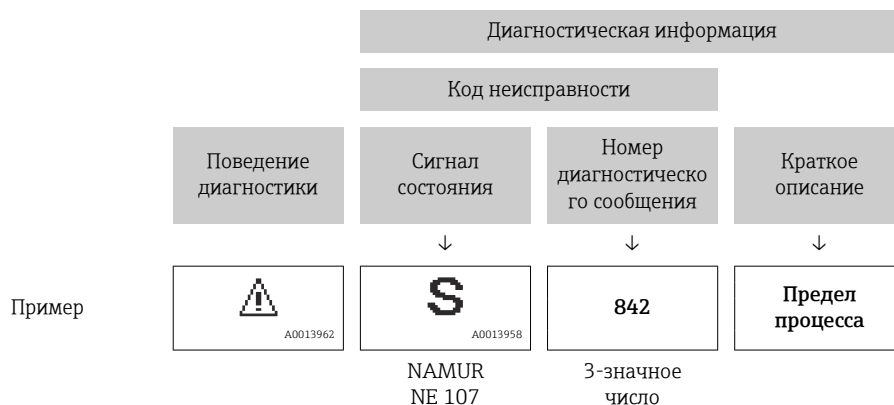 Диагностическая информация
Код неисправности
Поведение
диагностики
Сигнал
состояния
Номер
диагностическо
го сообщения
Краткое
описание
↓ ↓ ↓
Пример
A0013962
S
A0013958
842
Предел
процесса
NAMUR
NE 107
3-значное
число